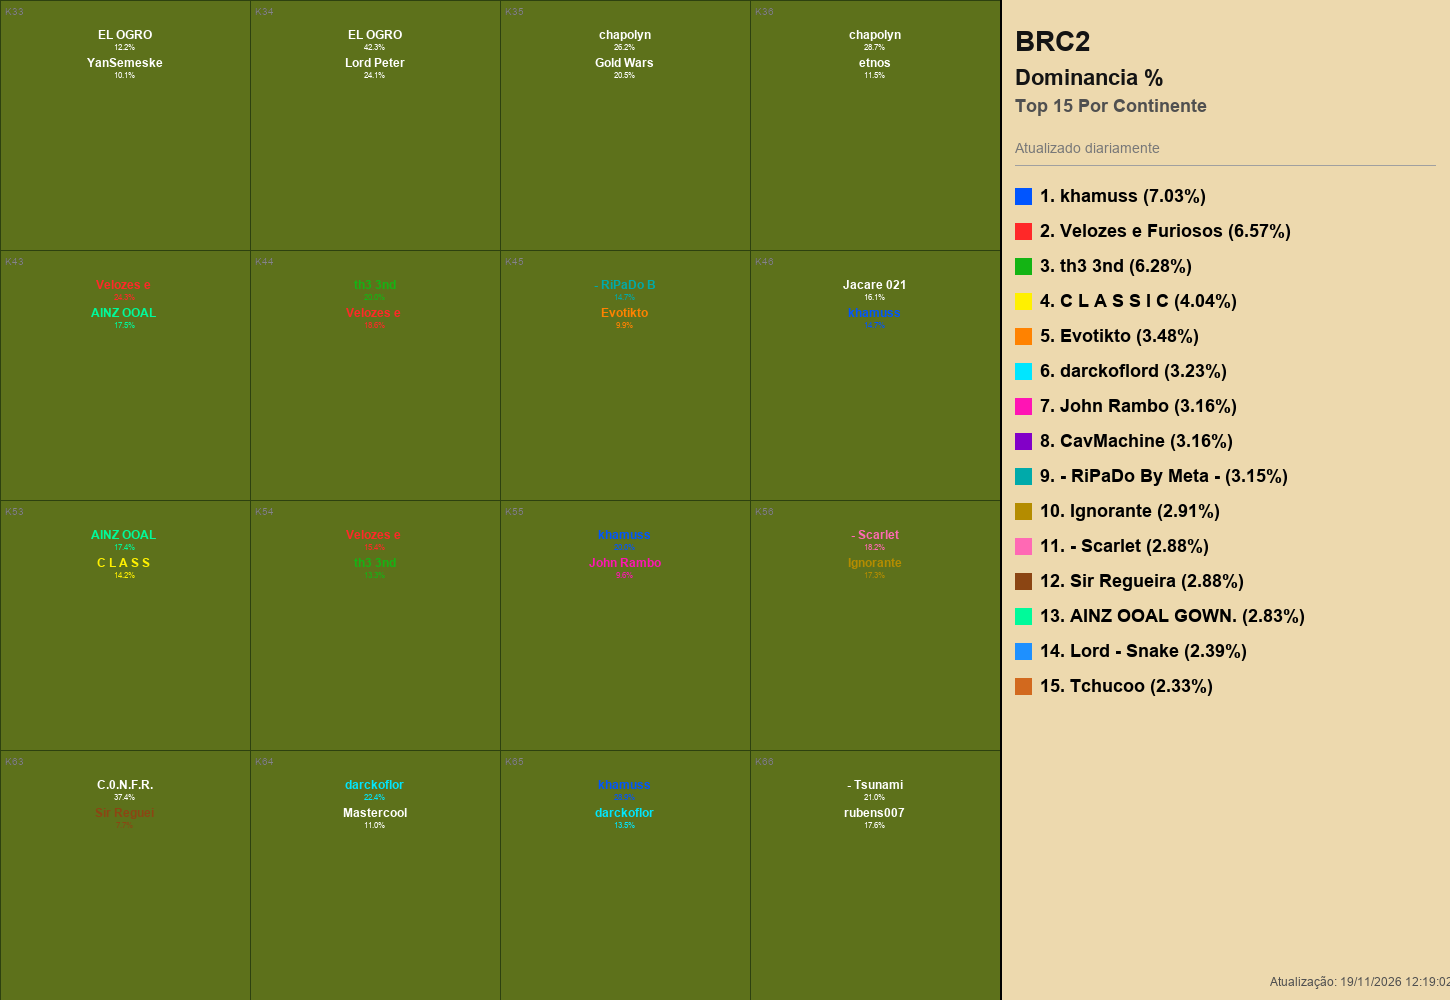 K33
EL OGRO
12.2%
YanSemeske
10.1%
K34
EL OGRO
42.3%
Lord Peter
24.1%
K35
chapolyn
26.2%
Gold Wars
20.5%
K36
chapolyn
28.7%
etnos
11.5%
K43
Velozes e
AINZ OOAL
17.5%
K44
th3 3nd
Velozes e
K45
- RiPaDo B
14.7%
Evotikto
9.9%
K46
Jacare 021
16.1%
khamuss
K53
AINZ OOAL
17.4%
C L A S S
14.2%
K54
Velozes e
th3 3nd
K55
khamuss
John Rambo
K56
- Scarlet
18.2%
Ignorante
17.3%
K63
C.0.N.F.R.
37.4%
Sir Reguei
K64
darckoflor
22.4%
Mastercool
11.0%
K65
khamuss
darckoflor
13.5%
K66
- Tsunami
21.0%
rubens007
17.6%
BRC2
Dominancia %
Top 15 Por Continente
Atualizado diariamente
1. khamuss (7.03%)
2. Velozes e Furiosos (6.57%)
3. th3 3nd (6.28%)
4. C L A S S I C (4.04%)
5. Evotikto (3.48%)
6. darckoflord (3.23%)
7. John Rambo (3.16%)
8. CavMachine (3.16%)
9. - RiPaDo By Meta - (3.15%)
10. Ignorante (2.91%)
11. - Scarlet (2.88%)
12. Sir Regueira (2.88%)
13. AINZ OOAL GOWN. (2.83%)
14. Lord - Snake (2.39%)
15. Tchucoo (2.33%)
Atualização: 19/11/2026 12:19:02